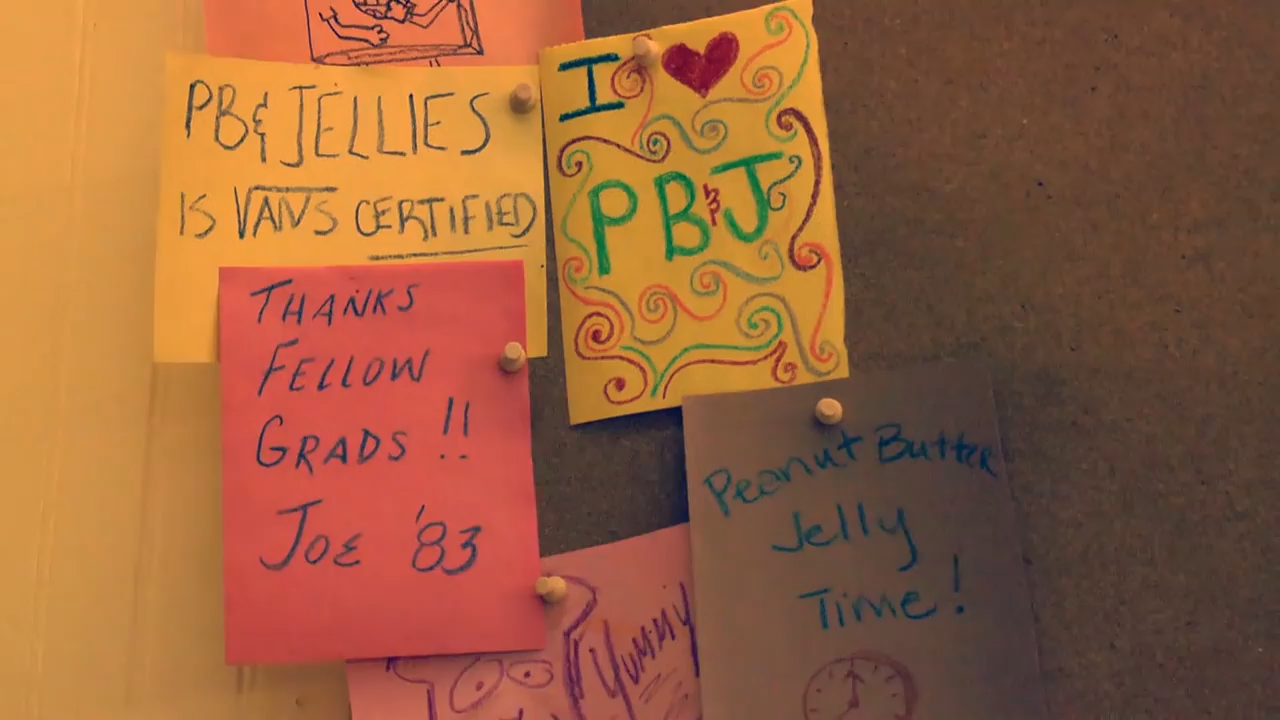 PB& JELLIES
IS VANS CERTIFIED
I
PB&J
THANKS
FELLOW
GRADS !!
JOE '83
Peanut Butter
Jelly
Time!
Yummy